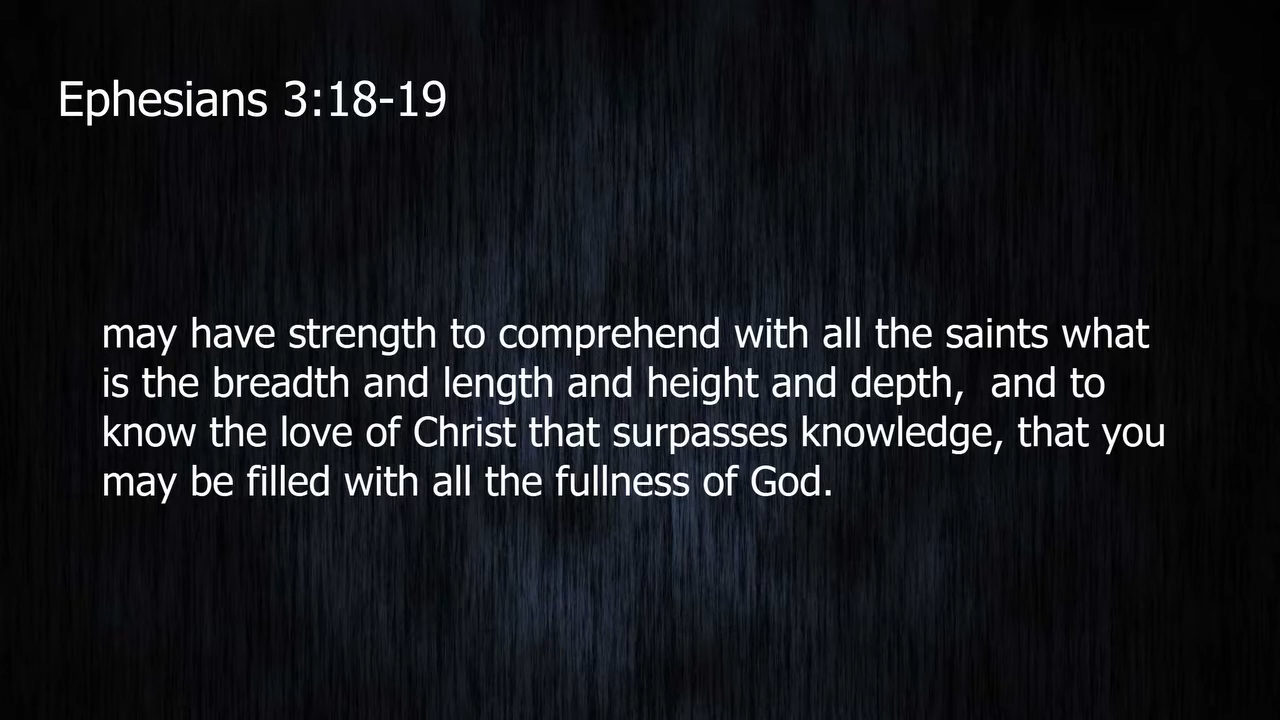 Ephesians 3:18-19
may have strength to comprehend with all the saints what
is the breadth and length and height and depth,  and to
know the love of Christ that surpasses knowledge, that you
may be filled with all the fullness of God.